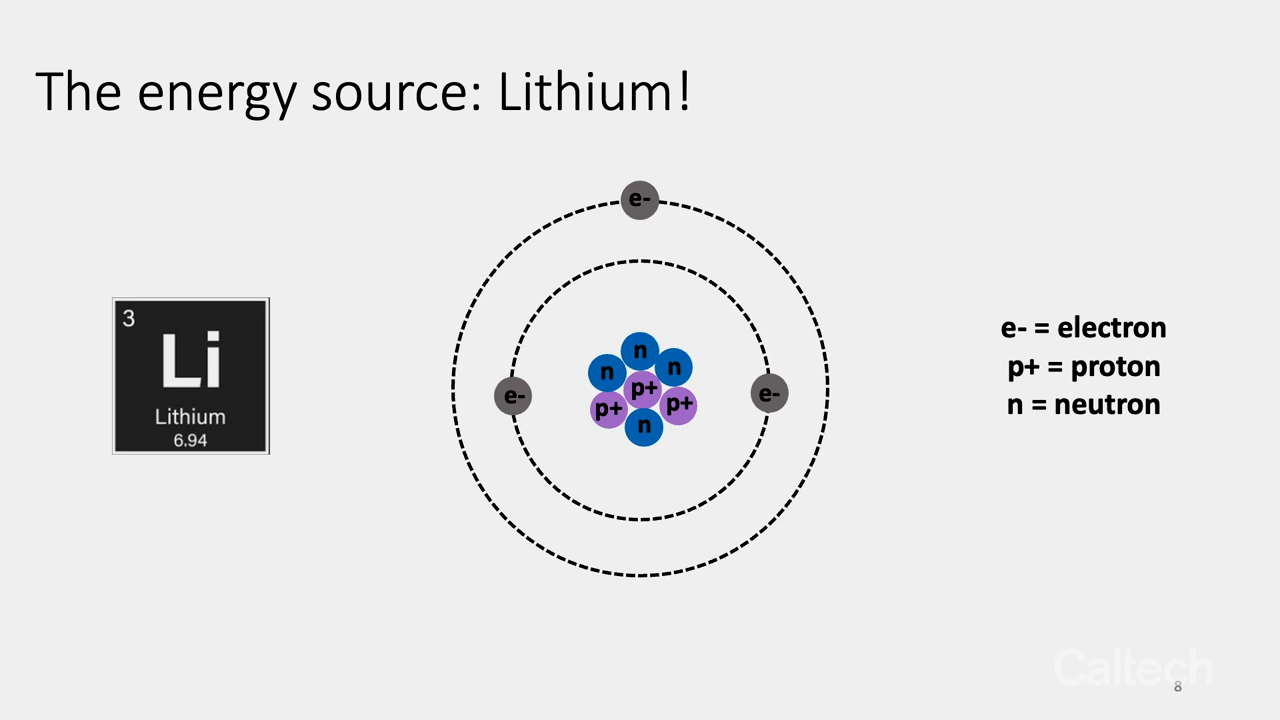 The energy source: Lithium!
3
Li
Lithium
6.94
e-
e-
e-
n
n
n
p+
p+
p+
n
e- = electron
p+ = proton
n = neutron
Caltech
8